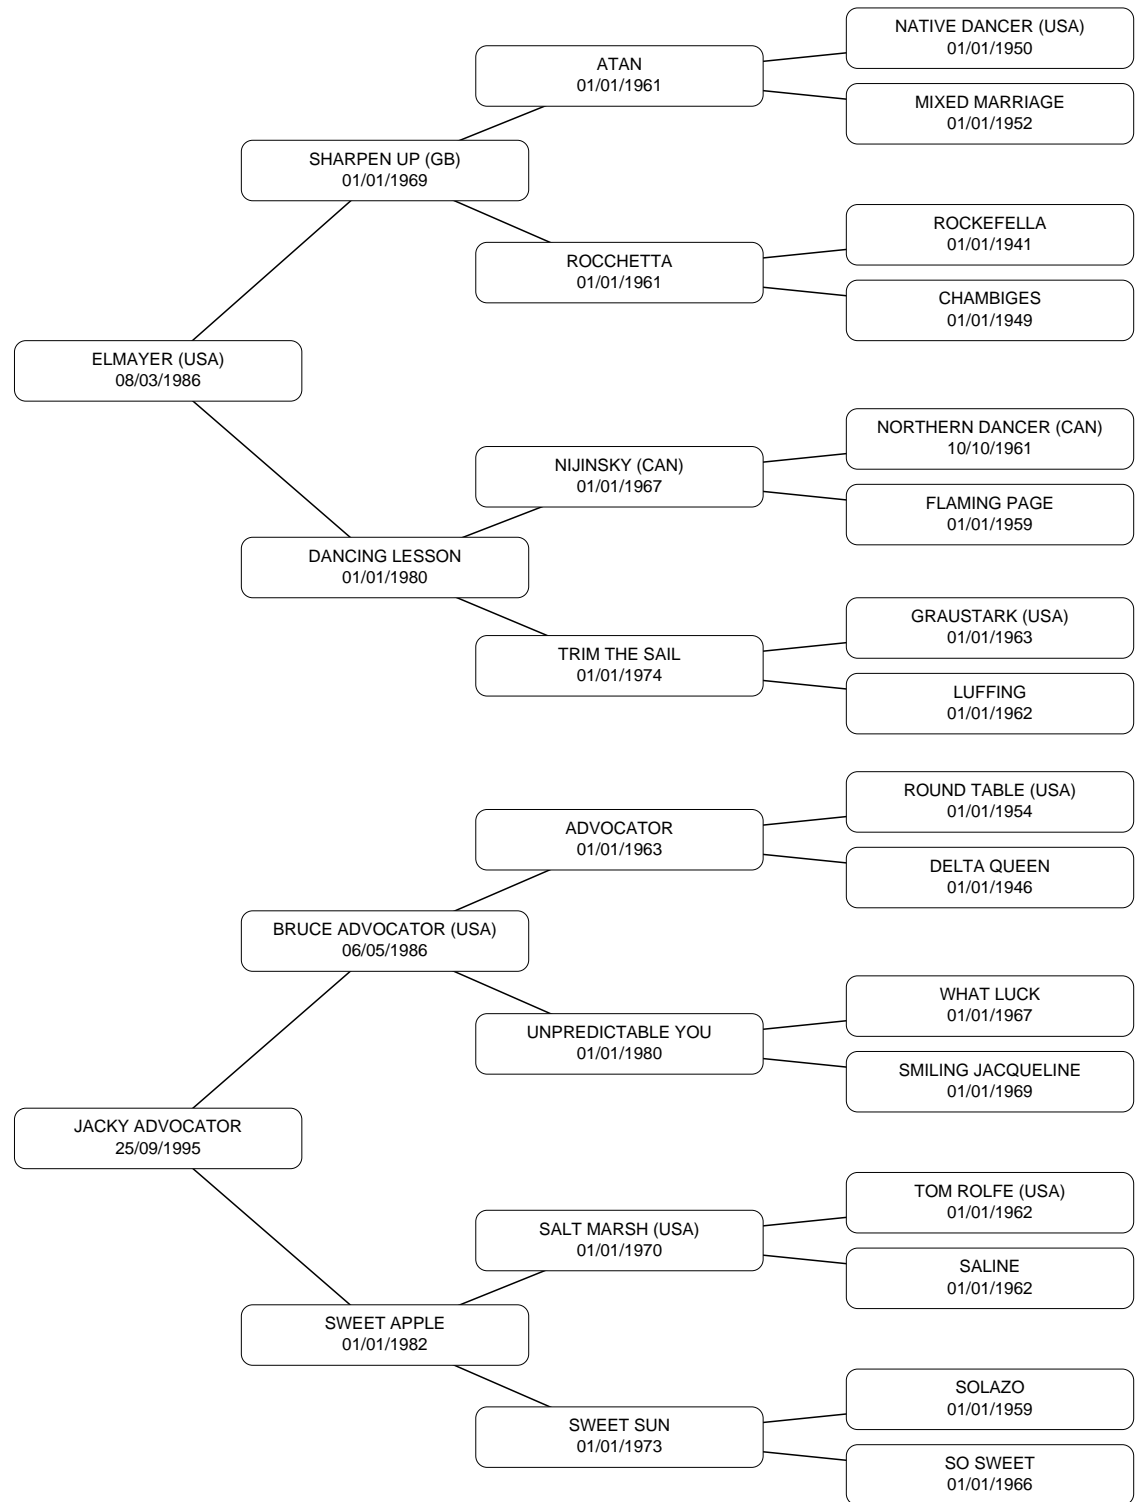 NATIVE DANCER (USA)
01/01/1950
ATAN
01/01/1961
MIXED MARRIAGE
01/01/1952
SHARPEN UP (GB)
01/01/1969
ROCKEFELLA
01/01/1941
ROCCHETTA
01/01/1961
CHAMBIGES
01/01/1949
ELMAYER (USA)
08/03/1986
NORTHERN DANCER (CAN)
10/10/1961
NIJINSKY (CAN)
01/01/1967
FLAMING PAGE
01/01/1959
DANCING LESSON
01/01/1980
GRAUSTARK (USA)
01/01/1963
TRIM THE SAIL
01/01/1974
LUFFING
01/01/1962
ROUND TABLE (USA)
01/01/1954
ADVOCATOR
01/01/1963
DELTA QUEEN
01/01/1946
BRUCE ADVOCATOR (USA)
06/05/1986
WHAT LUCK
01/01/1967
UNPREDICTABLE YOU
01/01/1980
SMILING JACQUELINE
01/01/1969
JACKY ADVOCATOR
25/09/1995
TOM ROLFE (USA)
01/01/1962
SALT MARSH (USA)
01/01/1970
SALINE
01/01/1962
SWEET APPLE
01/01/1982
SOLAZO
01/01/1959
SWEET SUN
01/01/1973
SO SWEET
01/01/1966